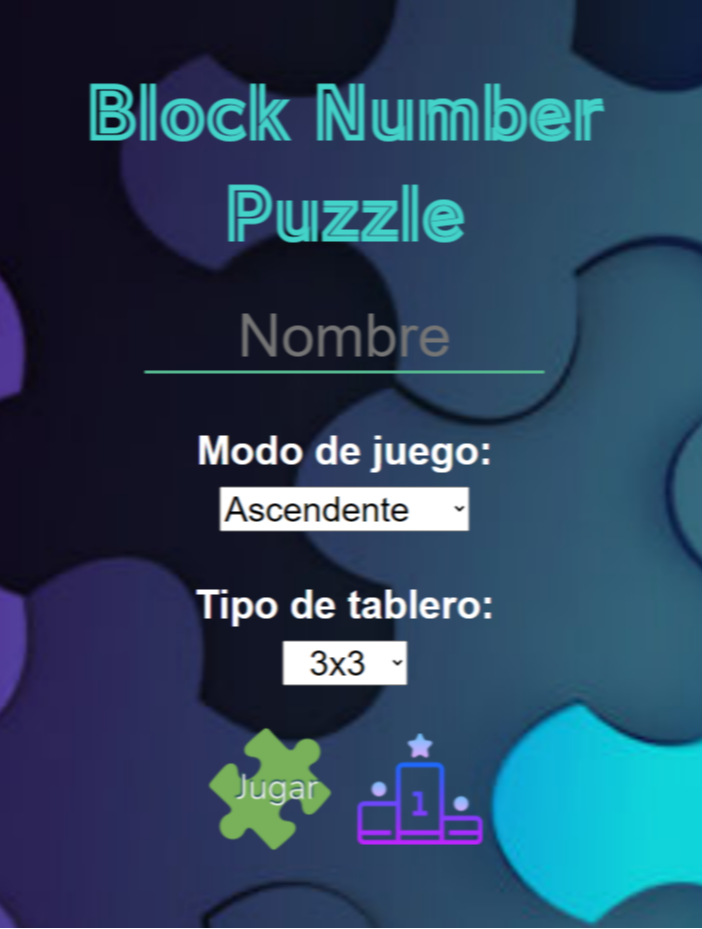 Block Number
Puzzle
Nombre
Modo de juego:
Ascendente
Tipo de tablero:
3x3
Jugar
1